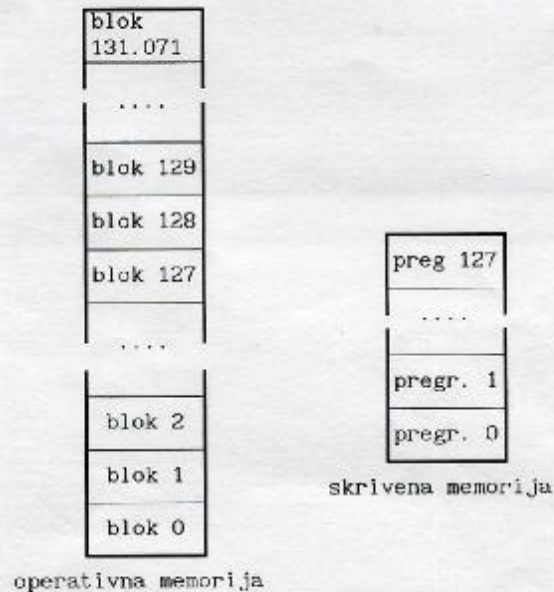 blok
131.071
....
blok 129
blok 128
blok 127
....
blok 2
blok 1
blok 0
operativna memorija
preg 127
....
pregr. 1
pregr. 0
skrivena memorija